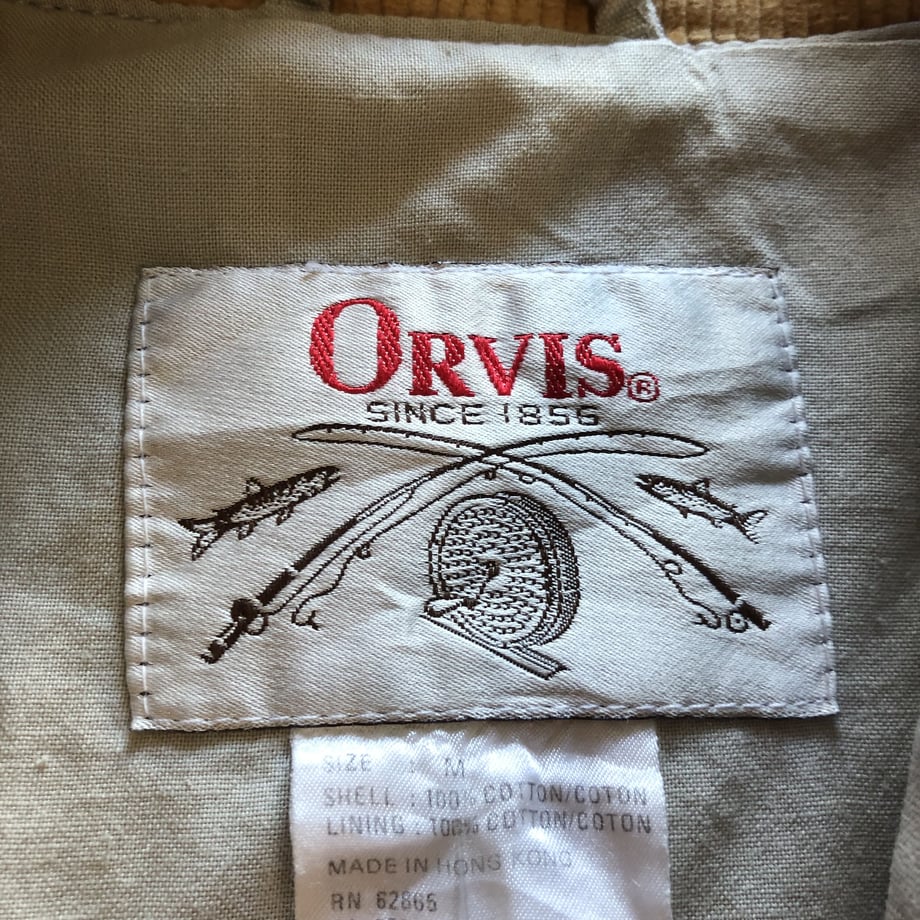 ORVIS®
SINCE 1856
SIZE : M
SHELL : 100% COTTON/COTON
LINING : 100% COTTON/COTON
MADE IN HONG KONG
RN 62865